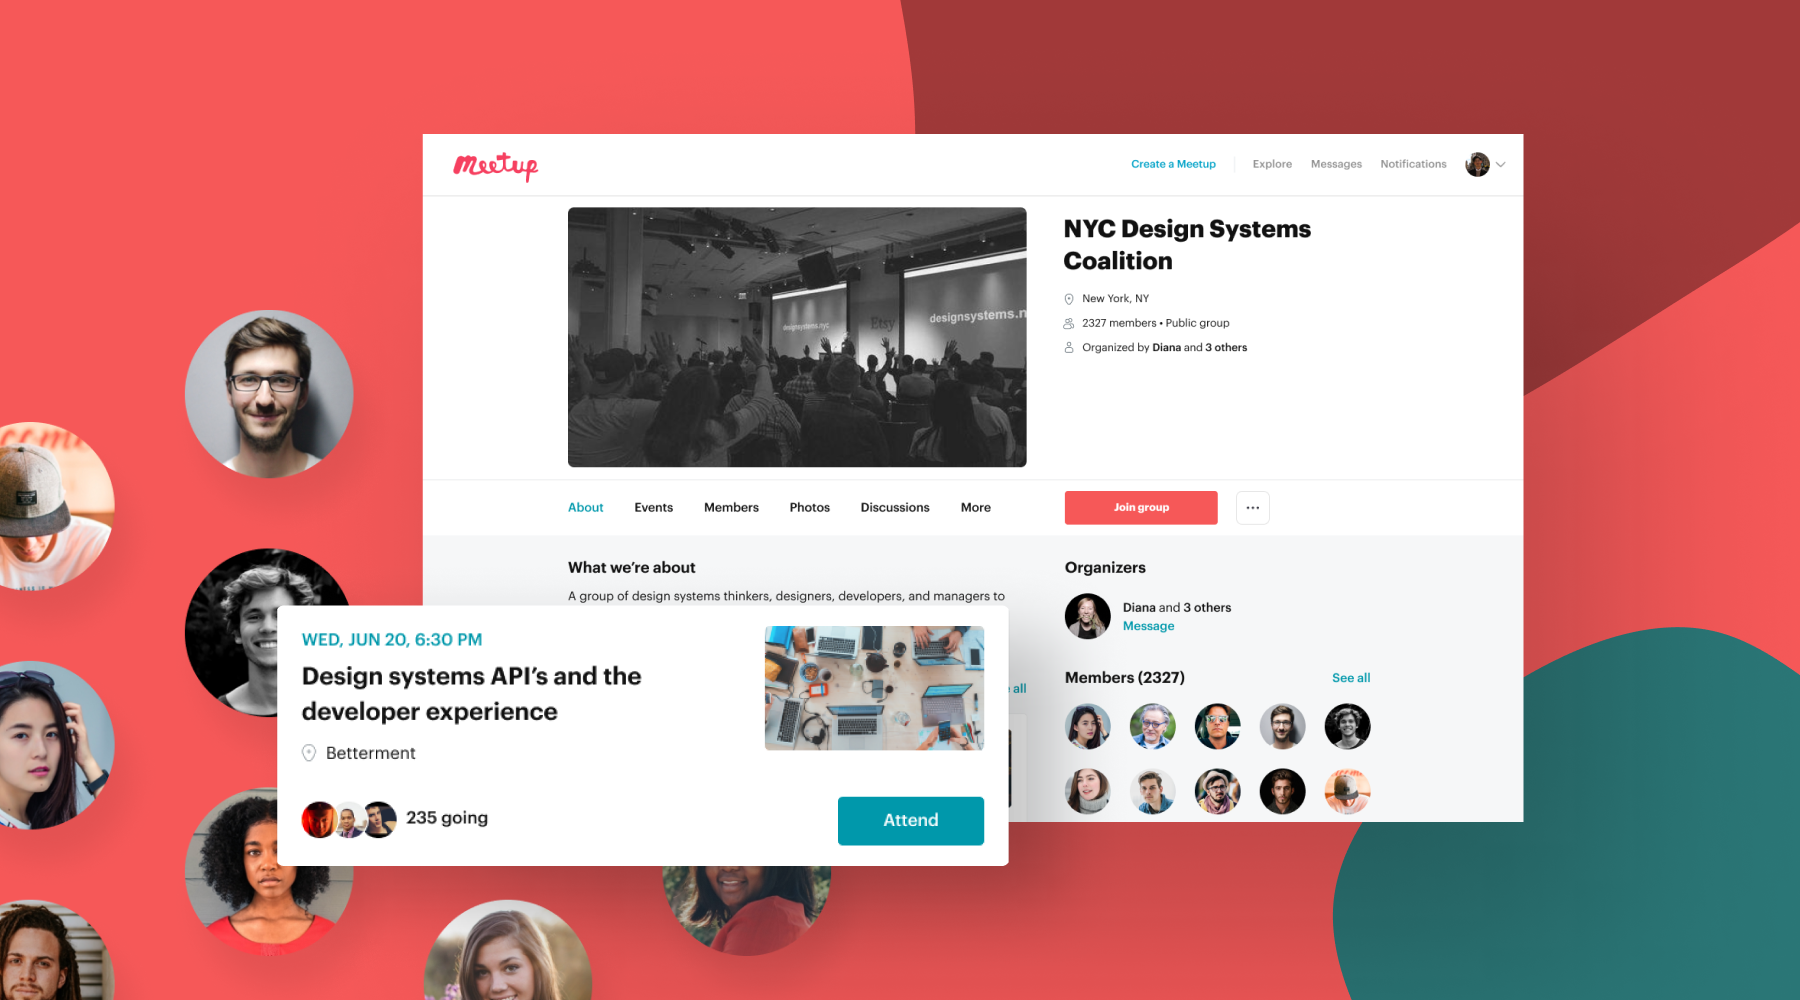 meetup
Create a Meetup
Explore
Messages
Notifications
designsystems.nyc
Etsy
designsystems.n
NYC Design Systems
Coalition
New York, NY
2327 members • Public group
Organized by Diana and 3 others
About
Events
Members
Photos
Discussions
More
Join group
What we’re about
A group of design systems thinkers, designers, developers, and managers to
Organizers
Diana and 3 others
Message
Members (2327)
See all
all
WED, JUN 20, 6:30 PM
Design systems API’s and the
developer experience
Betterment
235 going
Attend